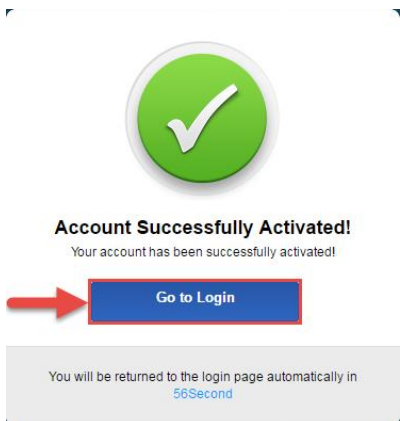 Account Successfully Activated!
Your account has been successfully activated!
Go to Login
You will be returned to the login page automatically in
56Second